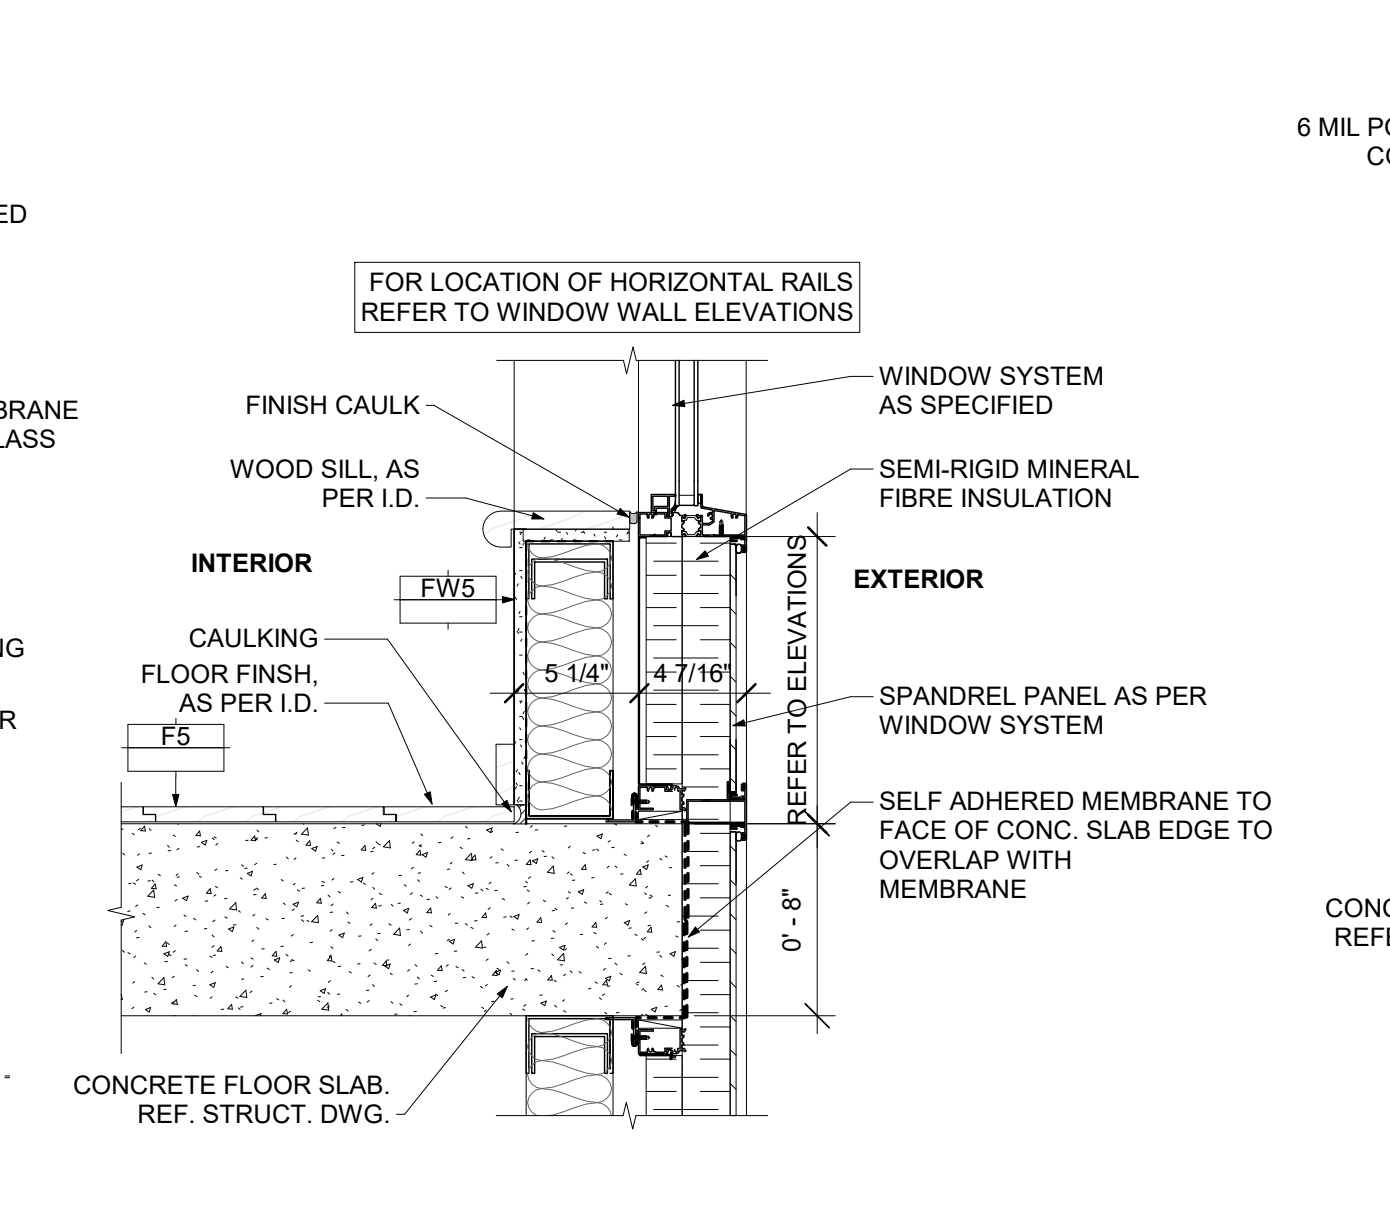 6 MIL
ED
FOR LOCATION OF HORIZONTAL RAILS
REFER TO WINDOW WALL ELEVATIONS
WINDOW SYSTEM
AS SPECIFIED
FINISH CAULK
BRANE
LASS
WOOD SILL, AS
PER I.D.
SEMI-RIGID MINERAL
FIBRE INSULATION
INTERIOR
EXTERIOR
FW5
REFER TO ELEVATIONS
CAULKING
NG
FLOOR FINSH,
AS PER I.D.
5 1/4"
4 7/16"
SPANDREL PANEL AS PER
WINDOW SYSTEM
R
F5
SELF ADHERED MEMBRANE TO
FACE OF CONC. SLAB EDGE TO
OVERLAP WITH
MEMBRANE
0' - 8"
CONC
REFE
CONCRETE FLOOR SLAB.
REF. STRUCT. DWG.